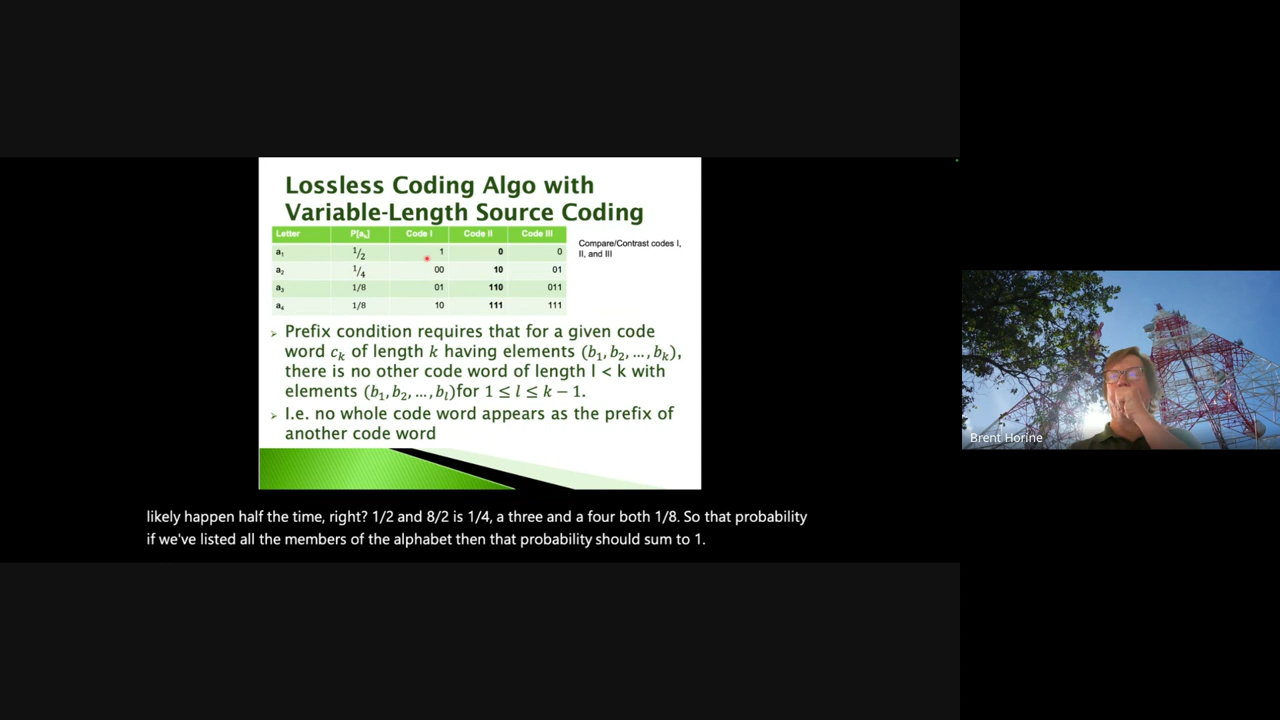 Lossless Coding Algo with
Variable-Length Source Coding
Letter P[aₖ] Code I Code II Code III
a₁ 1/2 1 0 0
a₂ 1/4 00 10 01
a₃ 1/8 01 110 011
a₄ 1/8 10 111 111
Compare/Contrast codes I,
II, and III
➢ Prefix condition requires that for a given code
word cₖ of length k having elements (b₁, b₂, …, bₖ),
there is no other code word of length l < k with
elements (b₁, b₂, …, bₗ)for 1 ≤ l ≤ k − 1.
➢ I.e. no whole code word appears as the prefix of
another code word
Brent Horine
likely happen half the time, right? 1/2 and 8/2 is 1/4, a three and a four both 1/8. So that probability
if we've listed all the members of the alphabet then that probability should sum to 1.